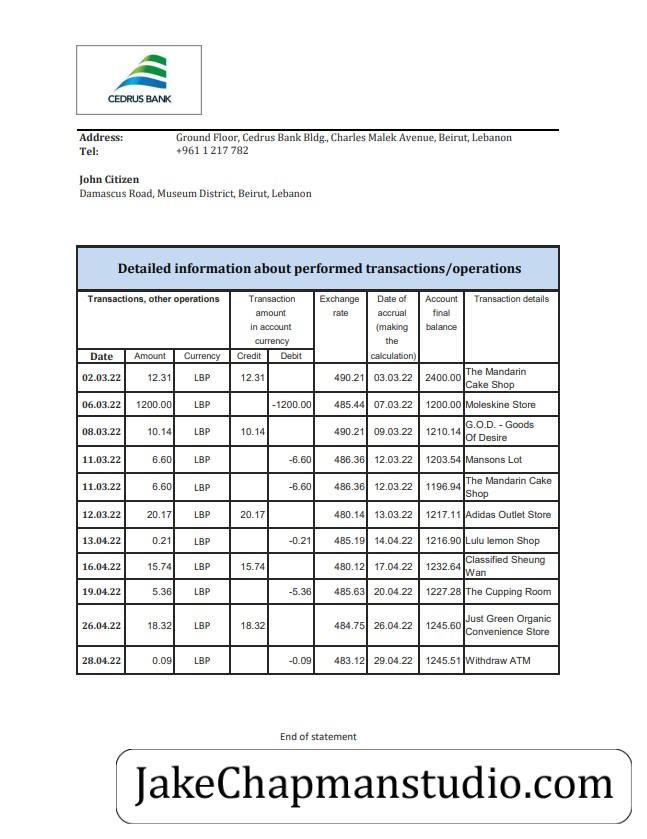 CEDRUS BANK
Address: Ground Floor, Cedrus Bank Bldg., Charles Malek Avenue, Beirut, Lebanon
Tel: +961 1 217 782
John Citizen
Damascus Road, Museum District, Beirut, Lebanon
Detailed information about performed transactions/operations
Transactions, other operations Transaction Exchange Date of Account Transaction details
amount rate accrual final
in account (making balance
currency the
Date Amount Currency Credit Debit calculation)
02.03.22 12.31 LBP 12.31 490.21 03.03.22 2400.00 The Mandarin
Cake Shop
06.03.22 1200.00 LBP -1200.00 485.44 07.03.22 1200.00 Moleskine Store
08.03.22 10.14 LBP 10.14 490.21 09.03.22 1210.14 G.O.D. - Goods
Of Desire
11.03.22 6.60 LBP -6.60 486.36 12.03.22 1203.54 Mansons Lot
11.03.22 6.60 LBP -6.60 486.36 12.03.22 1196.94 The Mandarin Cake
Shop
12.03.22 20.17 LBP 20.17 480.14 13.03.22 1217.11 Adidas Outlet Store
13.04.22 0.21 LBP -0.21 485.19 14.04.22 1216.90 Lulu lemon Shop
16.04.22 15.74 LBP 15.74 480.12 17.04.22 1232.64 Classified Sheung
Wan
19.04.22 5.36 LBP -5.36 485.63 20.04.22 1227.28 The Cupping Room
26.04.22 18.32 LBP 18.32 484.75 26.04.22 1245.60 Just Green Organic
Convenience Store
28.04.22 0.09 LBP -0.09 483.12 29.04.22 1245.51 Withdraw ATM
End of statement
JakeChapmanstudio.com